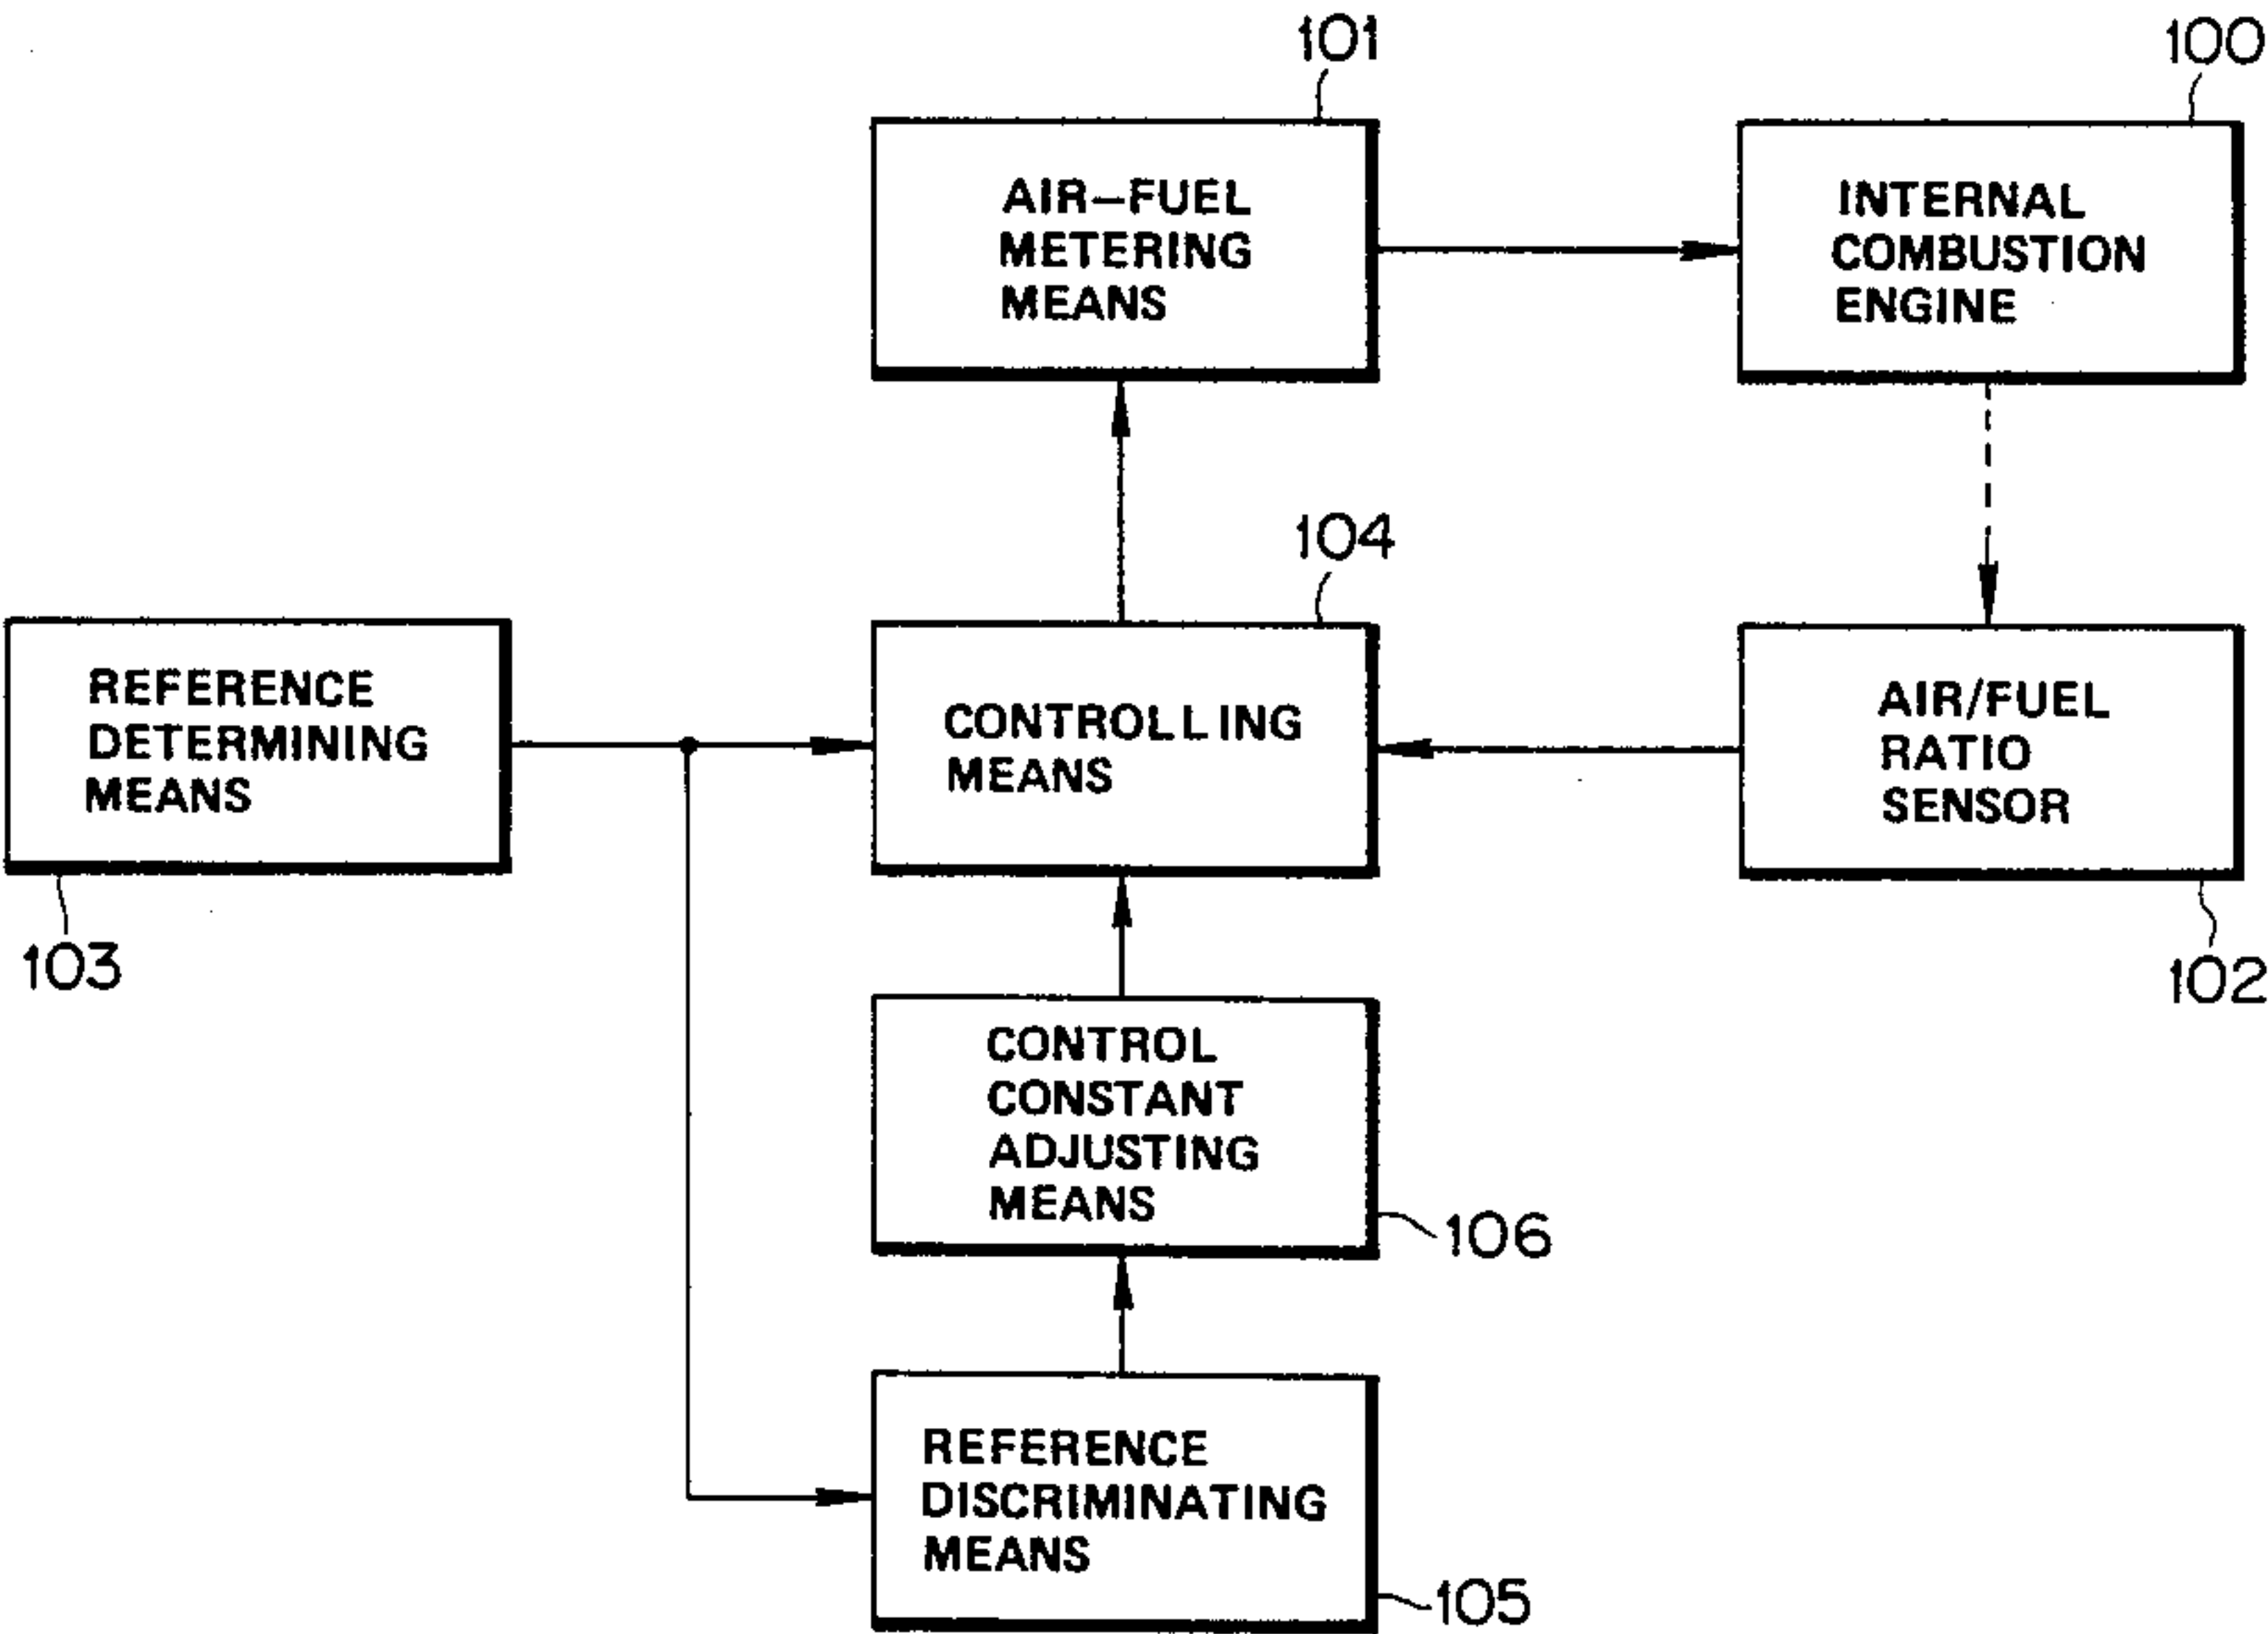 101
100
AIR-FUEL
METERING
MEANS
INTERNAL
COMBUSTION
ENGINE
104
REFERENCE
DETERMINING
MEANS
CONTROLLING
MEANS
AIR/FUEL
RATIO
SENSOR
103
102
CONTROL
CONSTANT
ADJUSTING
MEANS
106
REFERENCE
DISCRIMINATING
MEANS
105